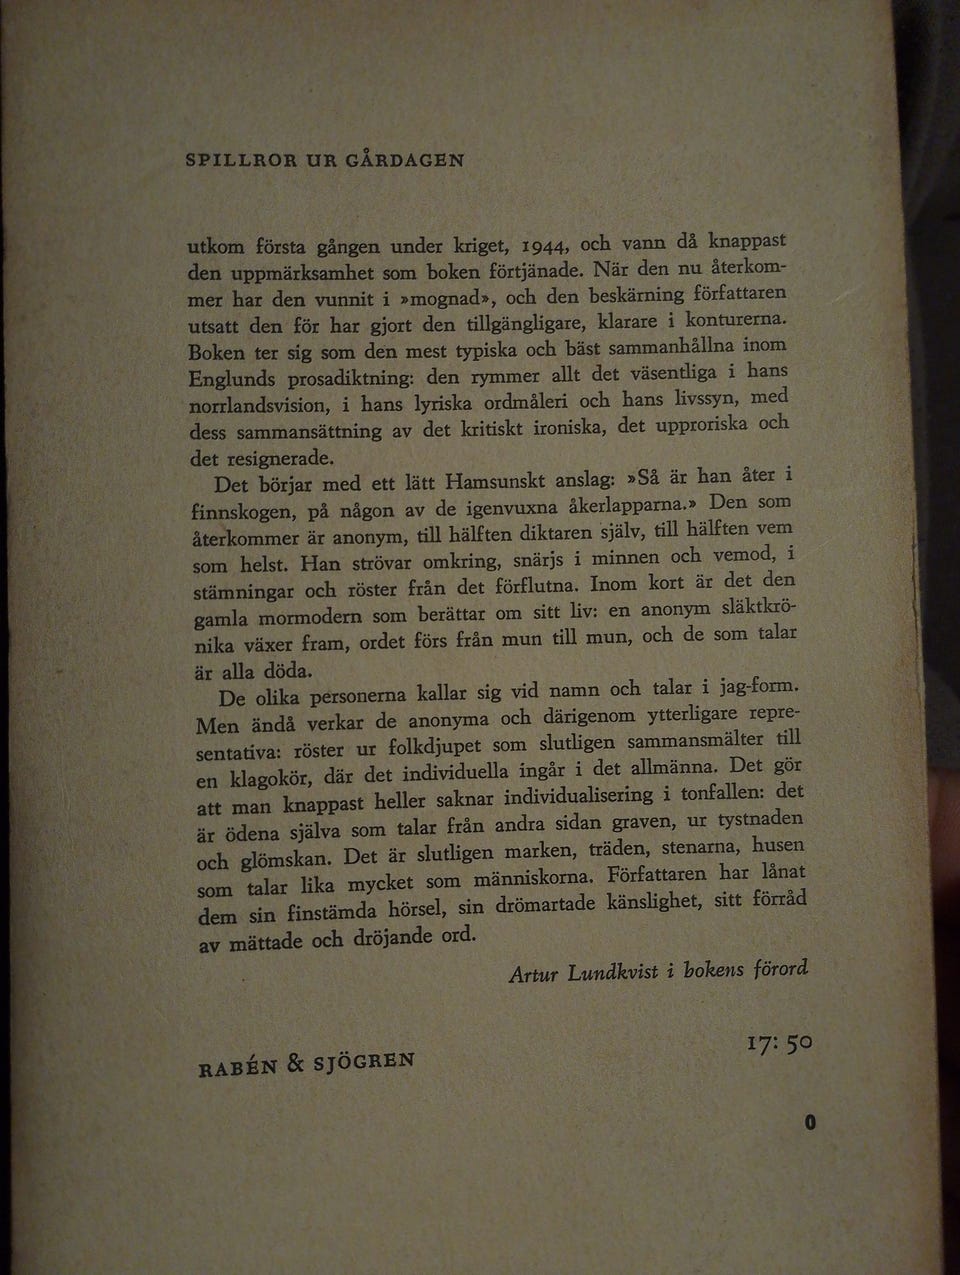 SPILLROR UR GÅRDAGEN
utkom första gången under kriget, 1944, och vann då knappast
den uppmärksamhet som boken förtjänade. När den nu återkom-
mer har den vunnit i »mognad», och den beskärning författaren
utsatt den för har gjort den tillgängligare, klarare i konturerna.
Boken ter sig som den mest typiska och bäst sammanhållna inom
Englunds prosadiktning: den rymmer allt det väsentliga i hans
norrlandsvision, i hans lyriska ordmåleri och hans livssyn, med
dess sammansättning av det kritiskt ironiska, det upproriska och
det resignerade.
Det börjar med ett lätt Hamsunskt anslag: »Så är han åter i
finnskogen, på någon av de igenvuxna åkerlapparna.» Den som
återkommer är anonym, till hälften diktaren själv, till hälften vem
som helst. Han strövar omkring, snärjs i minnen och vemod, i
stämningar och röster från det förflutna. Inom kort är det den
gamla mormodern som berättar om sitt liv: en anonym släktkrö-
nika växer fram, ordet förs från mun till mun, och de som talar
är alla döda.
De olika personerna kallar sig vid namn och talar i jag-form.
Men ändå verkar de anonyma och därigenom ytterligare repre-
sentativa: röster ur folkdjupet som slutligen sammansmälter till
en klagokör, där det individuella ingår i det allmänna. Det gör
att man knappast heller saknar individualisering i tonfallen: det
är ödena själva som talar från andra sidan graven, ur tystnaden
och glömskan. Det är slutligen marken, träden, stenarna, husen
som talar lika mycket som människorna. Författaren har lånat
dem sin finstämda hörsel, sin drömartade känslighet, sitt förråd
av mättade och dröjande ord.
Artur Lundkvist i bokens förord
17: 50
RABÉN & SJÖGREN
0